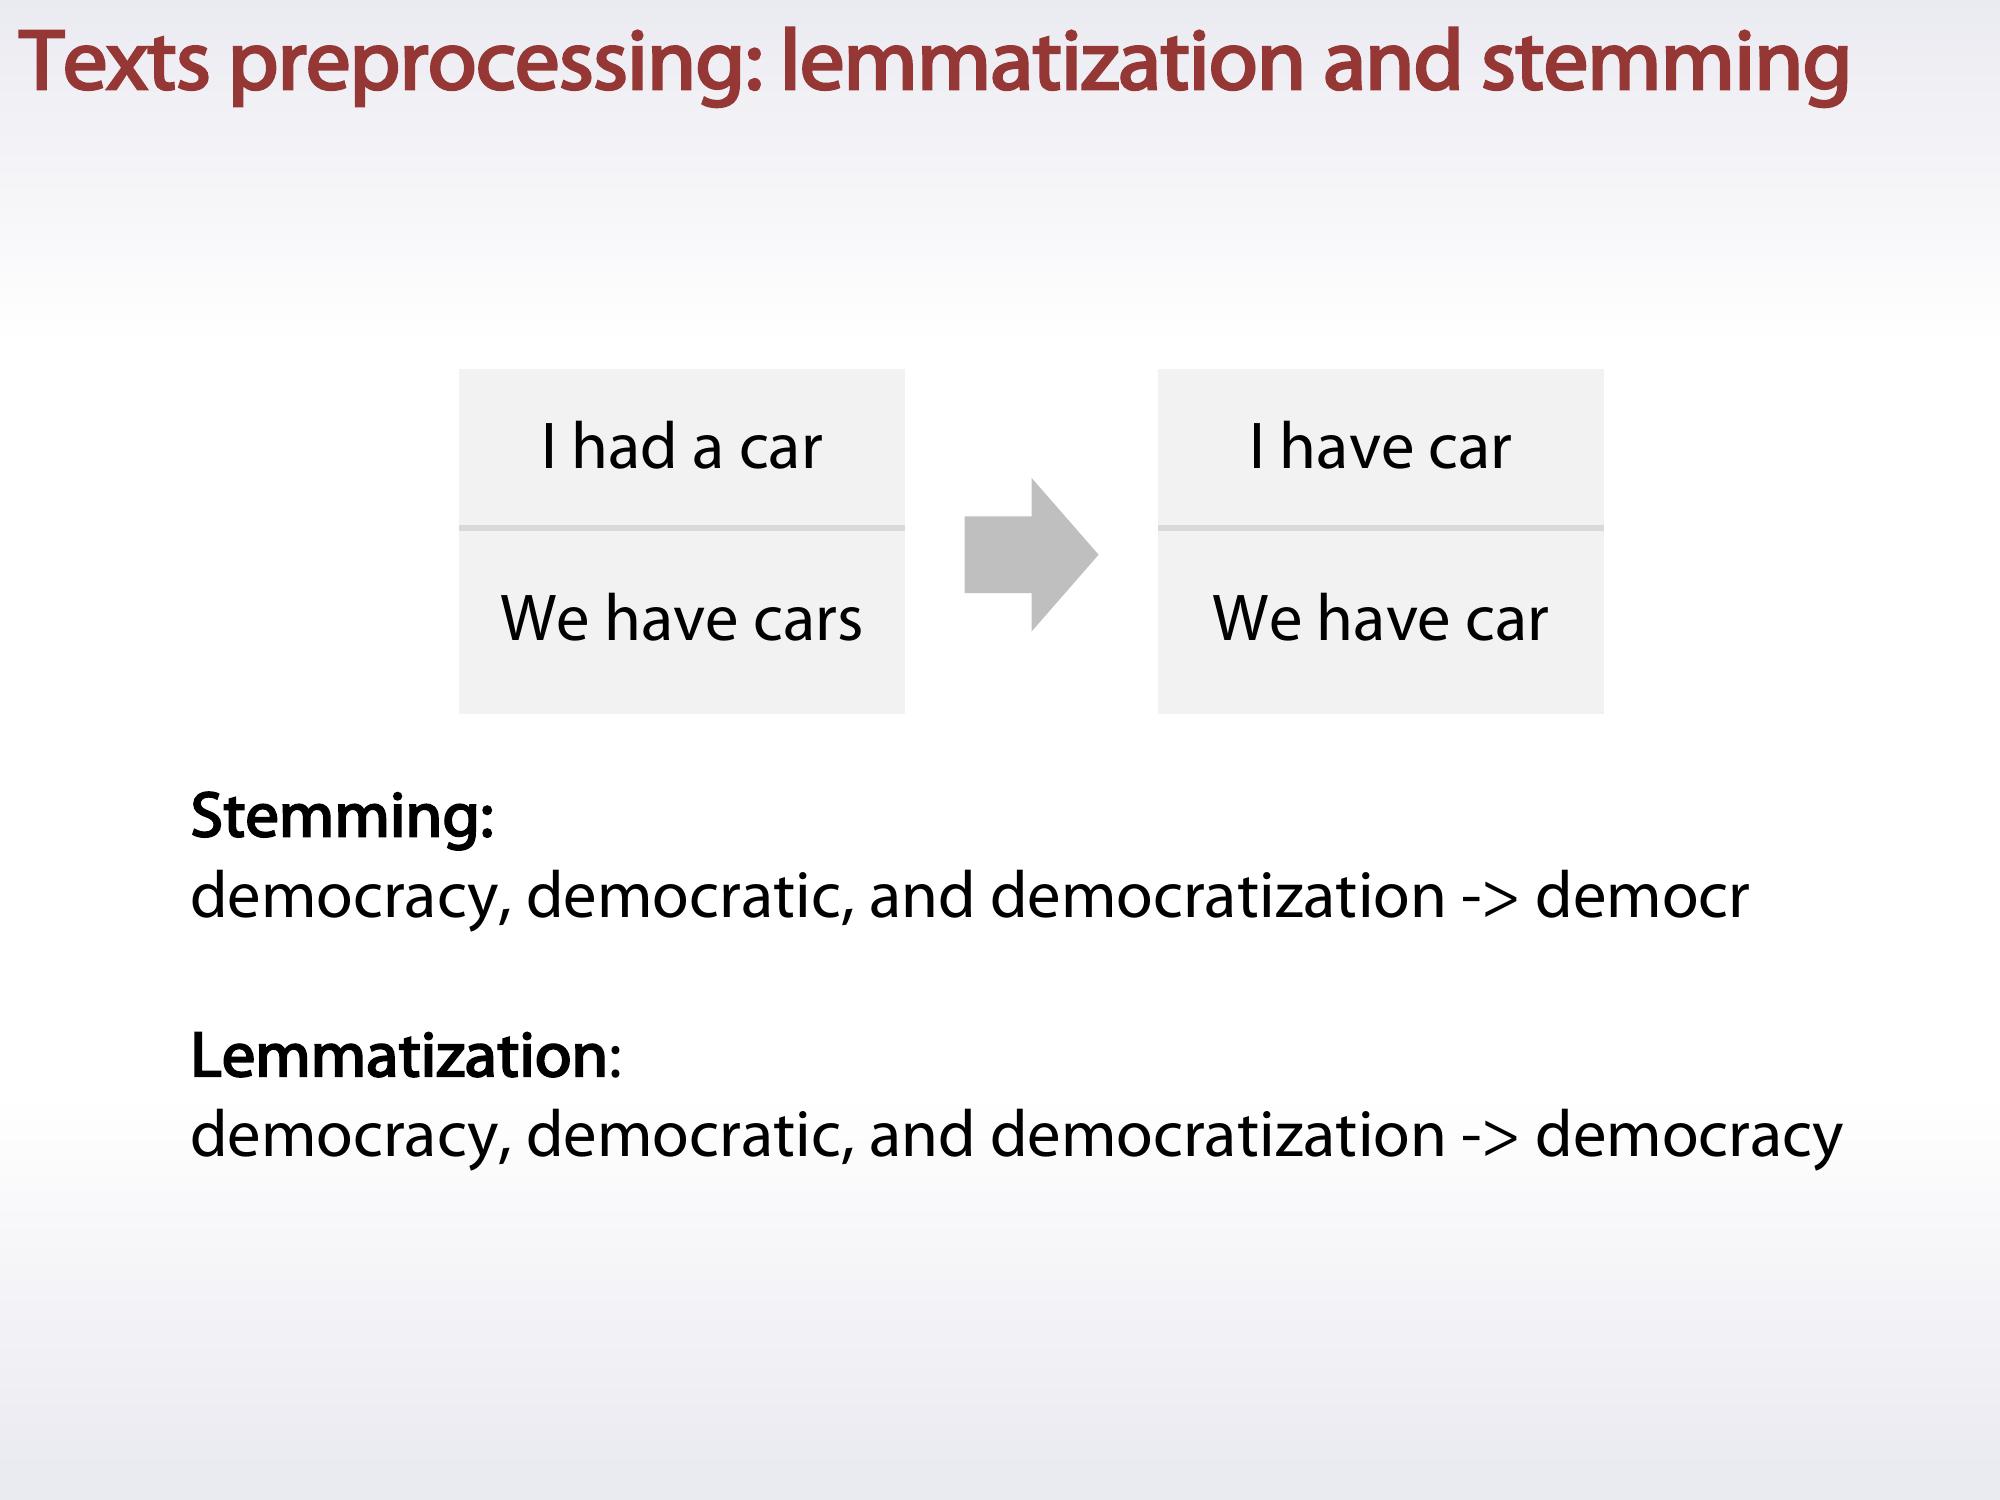 Texts preprocessing: lemmatization and stemming
I had a car
We have cars
I have car
We have car
Stemming:
democracy, democratic, and democratization -> democr
Lemmatization:
democracy, democratic, and democratization -> democracy